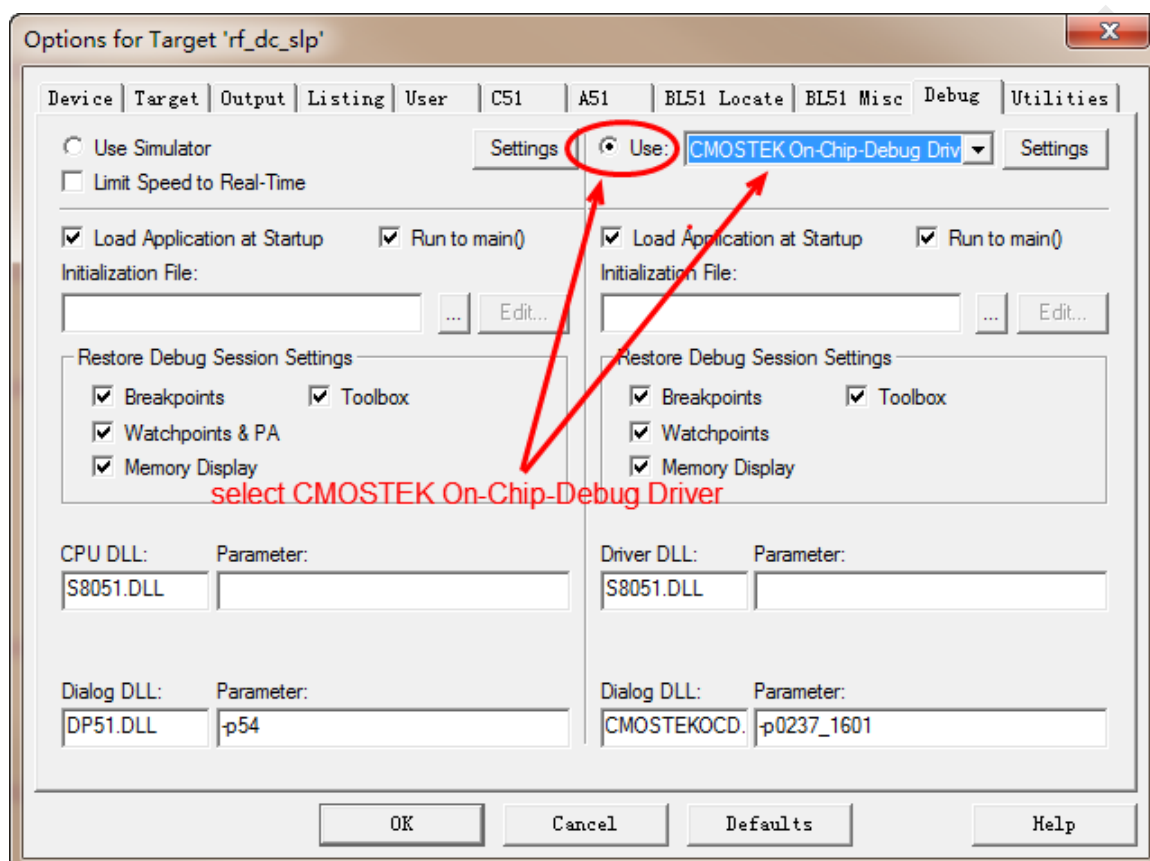 Options for Target 'rf_dc_slp'
x
Device Target Output Listing User C51 A51 BL51 Locate BL51 Misc Debug Utilities
Use Simulator Settings Use: CMOSTEK On-Chip-Debug Driv Settings
Limit Speed to Real-Time
Load Application at Startup Run to main() Load Application at Startup Run to main()
Initialization File: Initialization File:
... Edit... ... Edit...
Restore Debug Session Settings Restore Debug Session Settings
Breakpoints Toolbox Breakpoints Toolbox
Watchpoints & PA Watchpoints
Memory Display Memory Display
select CMOSTEK On-Chip-Debug Driver
CPU DLL: Parameter: Driver DLL: Parameter:
S8051.DLL S8051.DLL
Dialog DLL: Parameter: Dialog DLL: Parameter:
DP51.DLL -p54 CMOSTEKOCD. -p0237_1601
OK Cancel Defaults Help